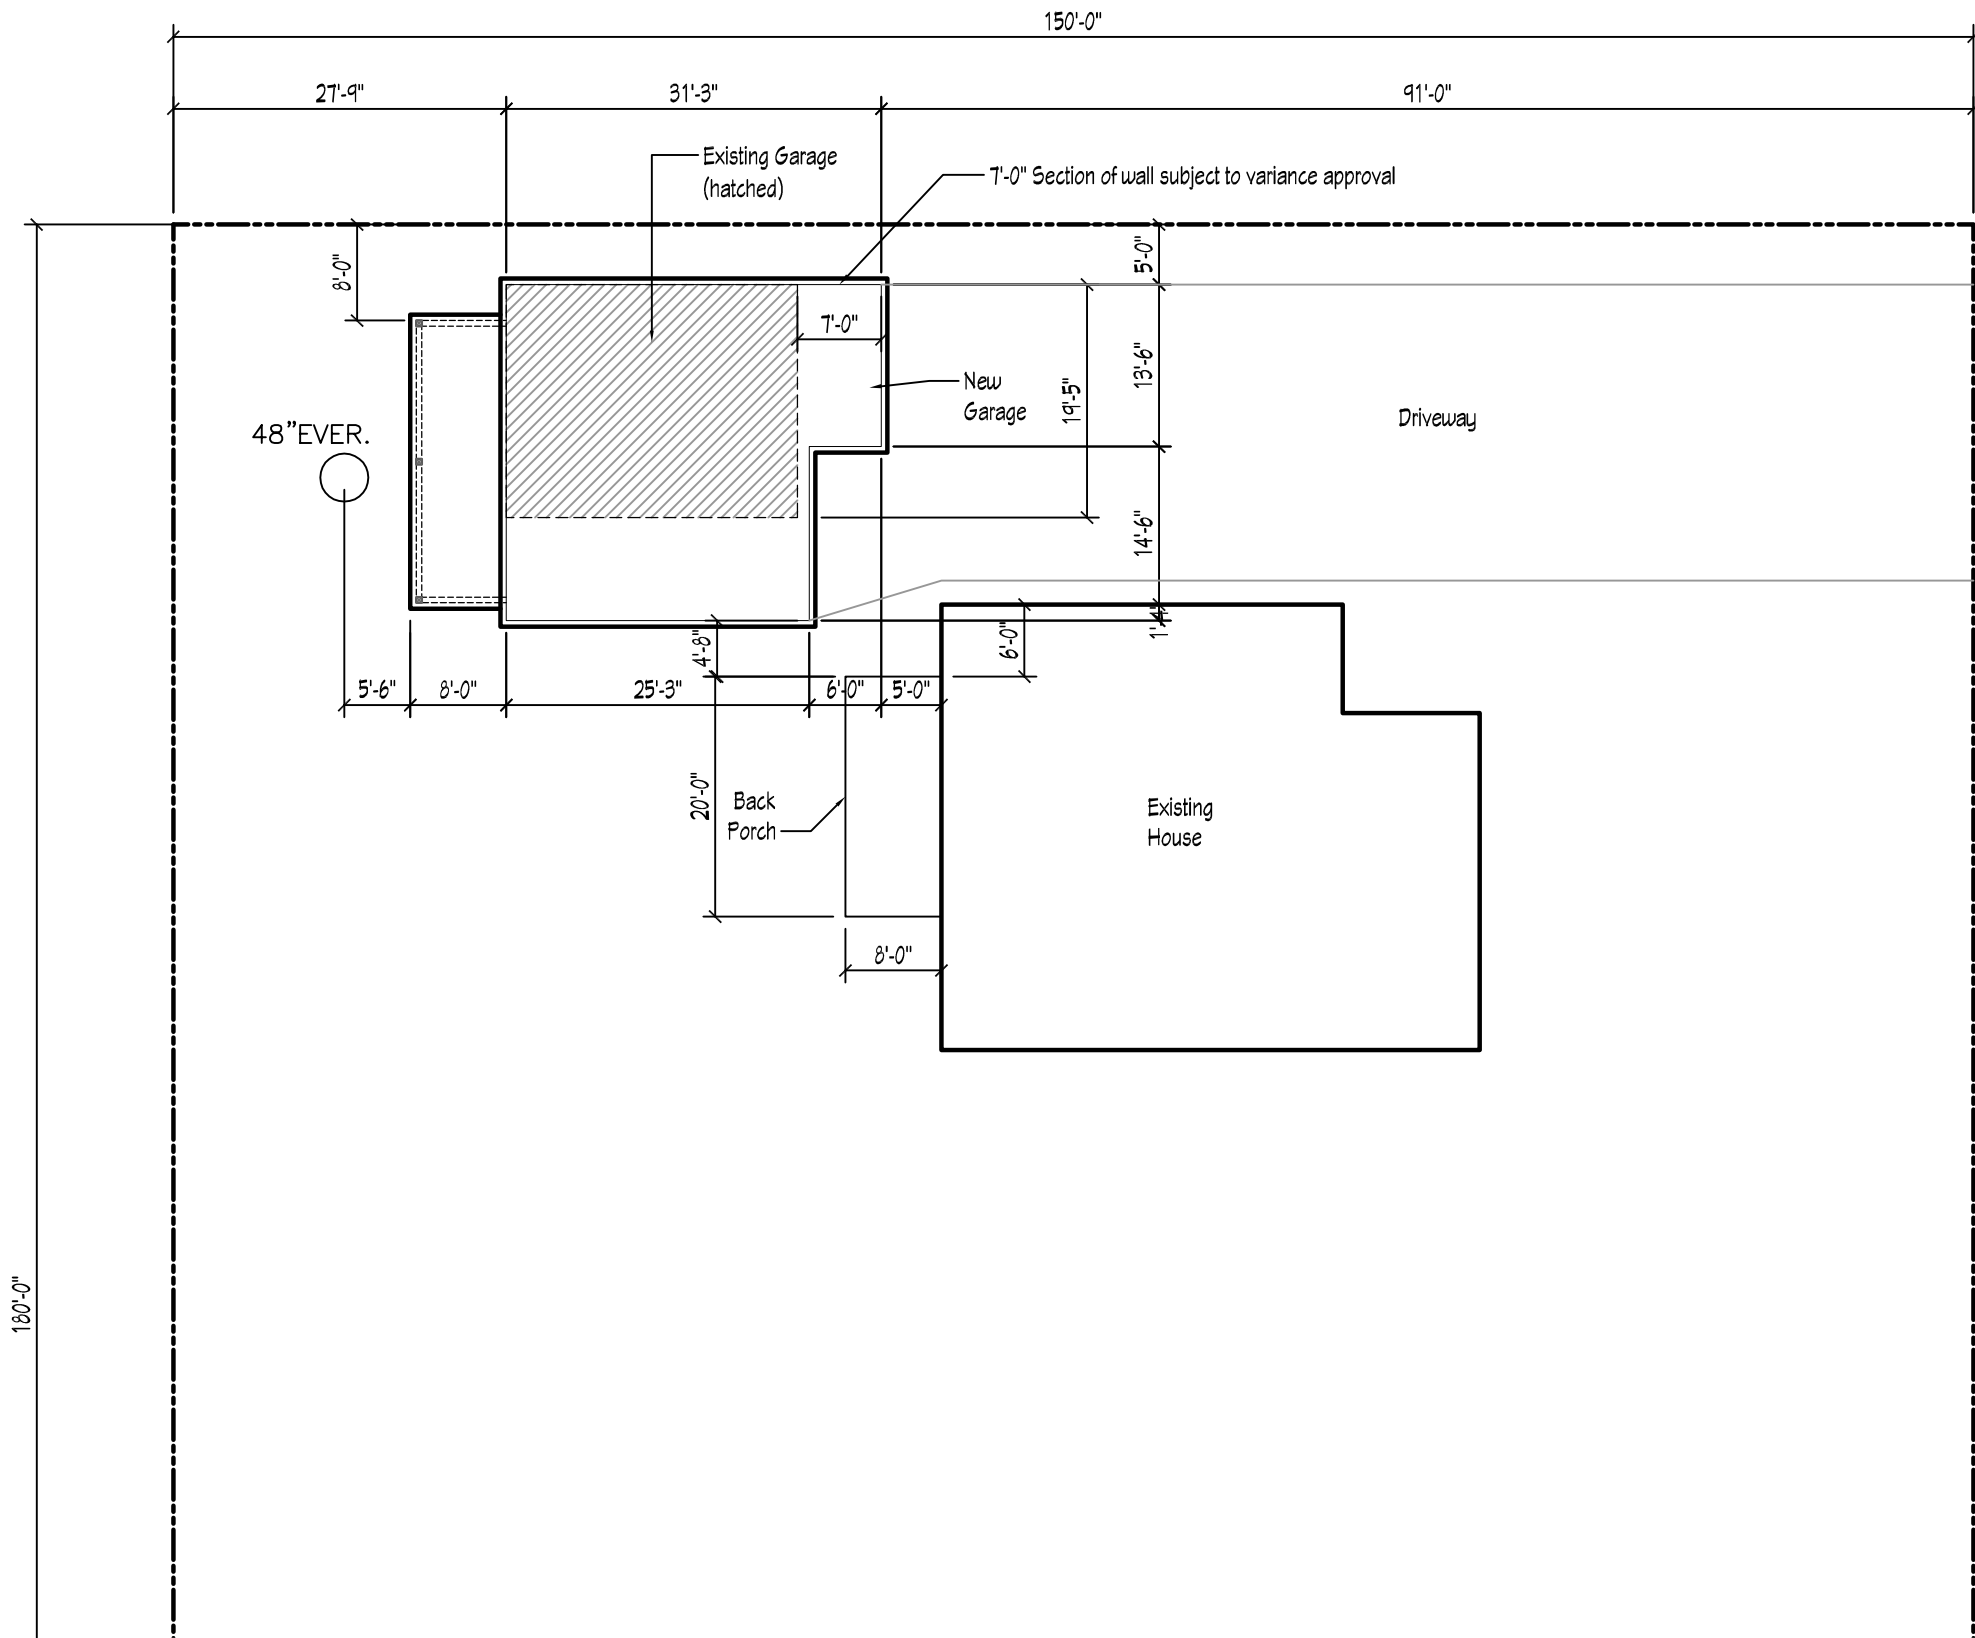 150'-0"
27'-9"
31'-3"
91'-0"
Existing Garage
(hatched)
7'-0" Section of wall subject to variance approval
8'-0"
5'-0"
7'-0"
13'-6"
19'-5"
New
Garage
Driveway
48”EVER.
14'-6"
1'-4"
4'-8"
6'-0"
5'-6"
8'-0"
25'-3"
6'-0"
5'-0"
20'-0"
Back
Porch
Existing
House
8'-0"
180'-0"